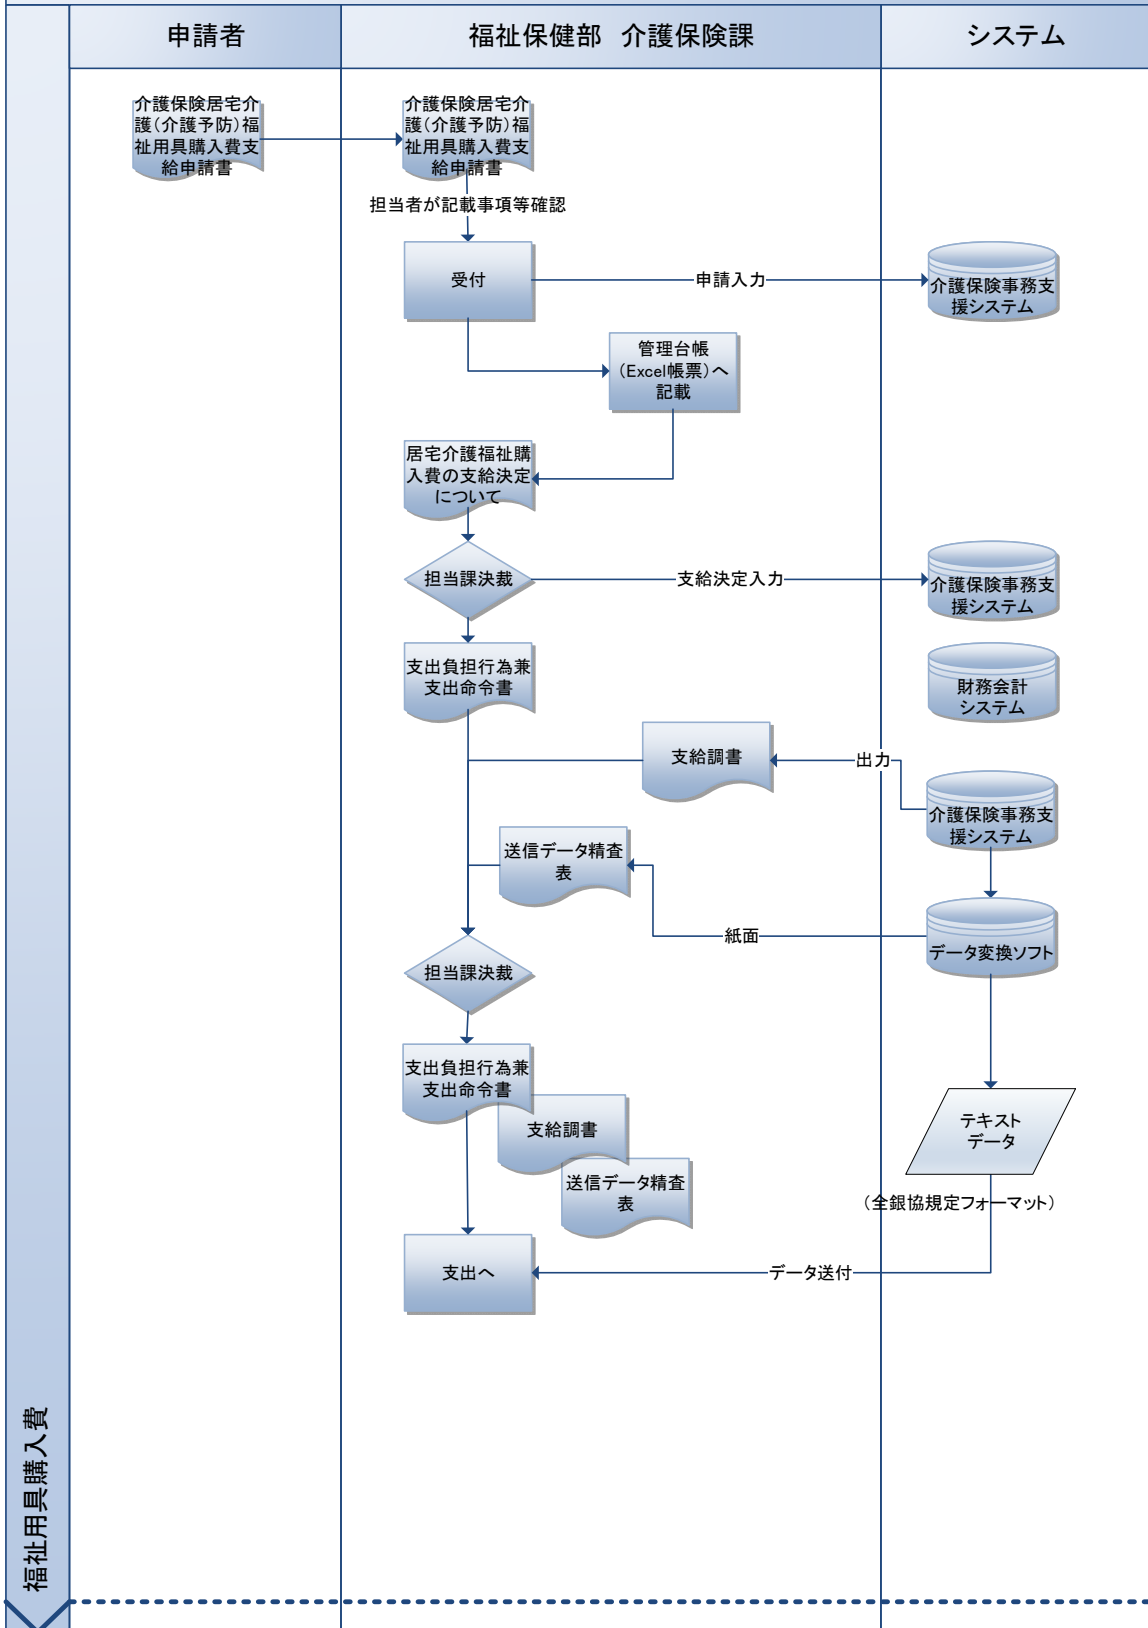 申請者
福祉保健部　介護保険課
システム
介護保険居宅介
護（介護予防）福
祉用具購入費支
給申請書
介護保険居宅介
護（介護予防）福
祉用具購入費支
給申請書
担当者が記載事項等確認
受付
申請入力
介護保険事務支
援システム
管理台帳
（Excel帳票）へ
記載
居宅介護福祉購
入費の支給決定
について
担当課決裁
支給決定入力
介護保険事務支
援システム
支出負担行為兼
支出命令書
財務会計
システム
支給調書
出力
介護保険事務支
援システム
送信データ精査
表
紙面
データ変換ソフト
担当課決裁
支出負担行為兼
支出命令書
支給調書
送信データ精査
表
テキスト
データ
（全銀協規定フォーマット）
支出へ
データ送付
福祉用具購入費